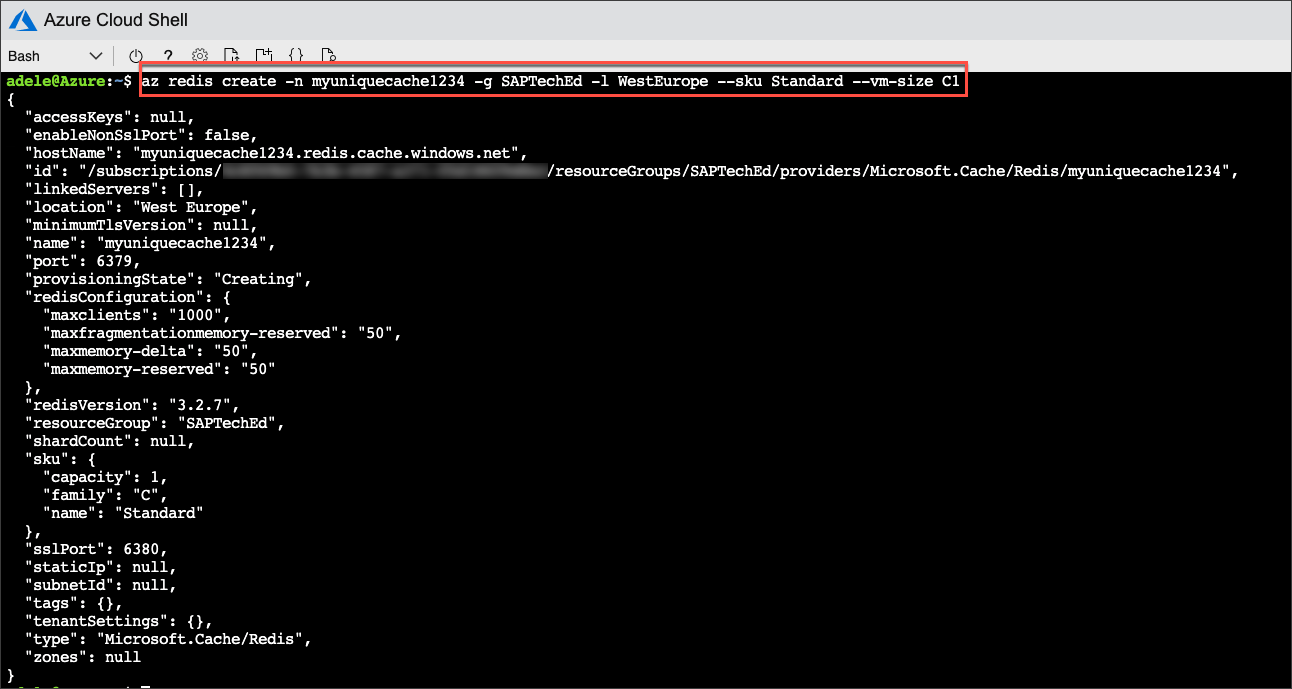 Azure Cloud Shell
Bash
?
{}
adele@Azure:~$ az redis create -n myuniquecache1234 -g SAPTechEd -l WestEurope --sku Standard --vm-size C1
{
  "accessKeys": null,
  "enableNonSslPort": false,
  "hostName": "myuniquecache1234.redis.cache.windows.net",
  "id": "/subscriptions/ /resourceGroups/SAPTechEd/providers/Microsoft.Cache/Redis/myuniquecache1234",
  "linkedServers": [],
  "location": "West Europe",
  "minimumTlsVersion": null,
  "name": "myuniquecache1234",
  "port": 6379,
  "provisioningState": "Creating",
  "redisConfiguration": {
    "maxclients": "1000",
    "maxfragmentationmemory-reserved": "50",
    "maxmemory-delta": "50",
    "maxmemory-reserved": "50"
  },
  "redisVersion": "3.2.7",
  "resourceGroup": "SAPTechEd",
  "shardCount": null,
  "sku": {
    "capacity": 1,
    "family": "C",
    "name": "Standard"
  },
  "sslPort": 6380,
  "staticIp": null,
  "subnetId": null,
  "tags": {},
  "tenantSettings": {},
  "type": "Microsoft.Cache/Redis",
  "zones": null
}